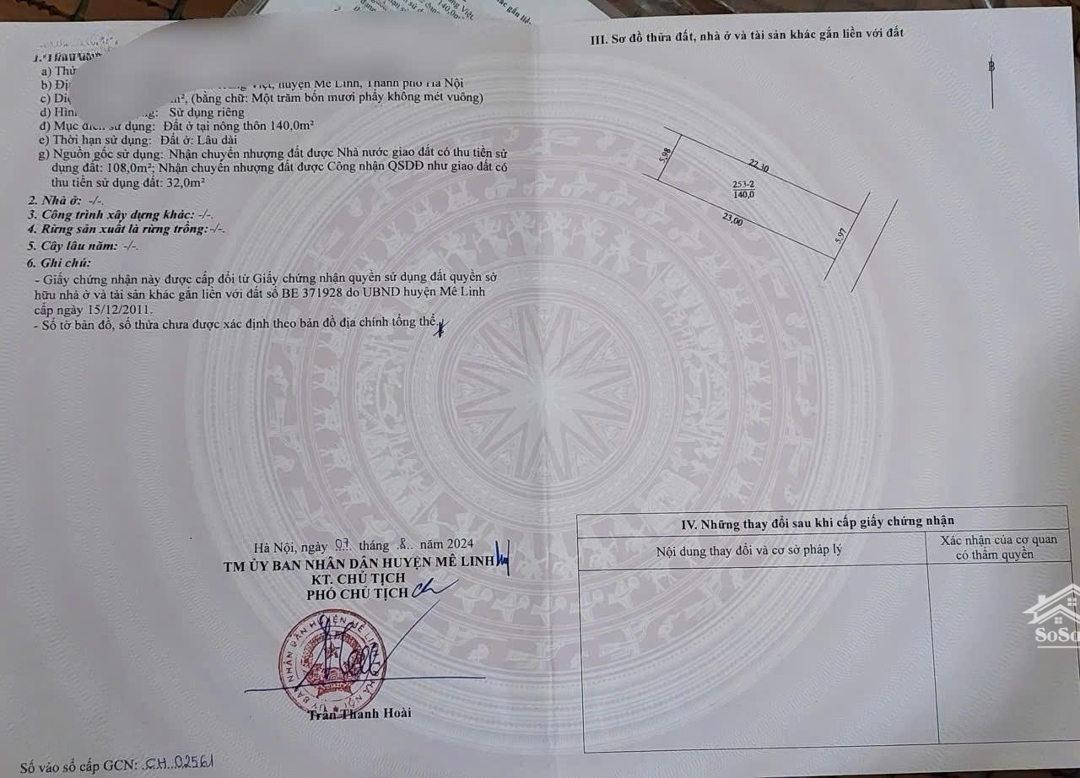 a) Thử
b) Đị
Việt, huyện Mê Linh, Thành phố Hà Nội
c) Diệ
m², (bằng chữ: Một trăm bốn mươi phẩy không mét vuông)
d) Hình
g: Sử dụng riêng
đ) Mục đích sử dụng: Đất ở tại nông thôn 140,0m²
e) Thời hạn sử dụng: Đất ở: Lâu dài
g) Nguồn gốc sử dụng: Nhận chuyển nhượng đất được Nhà nước giao đất có thu tiền sử
dụng đất: 108,0m²; Nhận chuyển nhượng đất được Công nhận QSDĐ như giao đất có
thu tiền sử dụng đất: 32,0m²
2. Nhà ở: -/-.
3. Công trình xây dựng khác: -/-.
4. Rừng sản xuất là rừng trồng:-/-.
5. Cây lâu năm: -/-.
6. Ghi chú:
- Giấy chứng nhận này được cấp đổi từ Giấy chứng nhận quyền sử dụng đất quyền sở
hữu nhà ở và tài sản khác gắn liền với đất số BE 371928 do UBND huyện Mê Linh
cấp ngày 15/12/2011.
- Số tờ bản đồ, số thửa chưa được xác định theo bản đồ địa chính tổng thể.
Hà Nội, ngày 07 tháng .8.. năm 2024
TM ỦY BAN NHÂN DÂN HUYỆN MÊ LINH
KT. CHỦ TỊCH
PHÓ CHỦ TỊCH
ỦY BAN NHÂN DÂN HUYỆN MÊ LINH
HÀ NỘI
Trần Thanh Hoài
Số vào sổ cấp GCN: .CH..02561
III. Sơ đồ thửa đất, nhà ở và tài sản khác gắn liền với đất
B
5,98
22,30
253-2
140,0
23,00
5,97
IV. Những thay đổi sau khi cấp giấy chứng nhận
Nội dung thay đổi và cơ sở pháp lý
Xác nhận của cơ quan
có thẩm quyền
SoSo